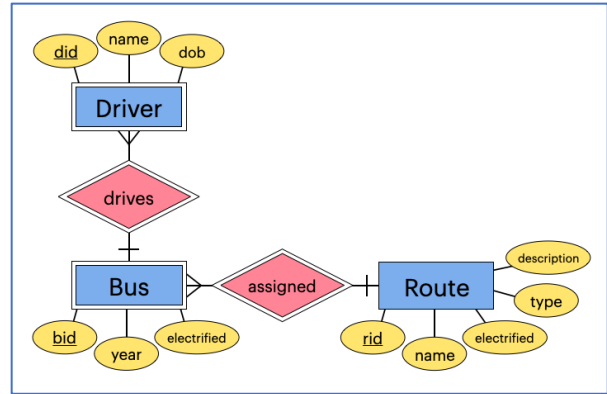 name
did
dob
Driver
drives
Bus
assigned
Route
description
type
bid
year
electrified
rid
name
electrified